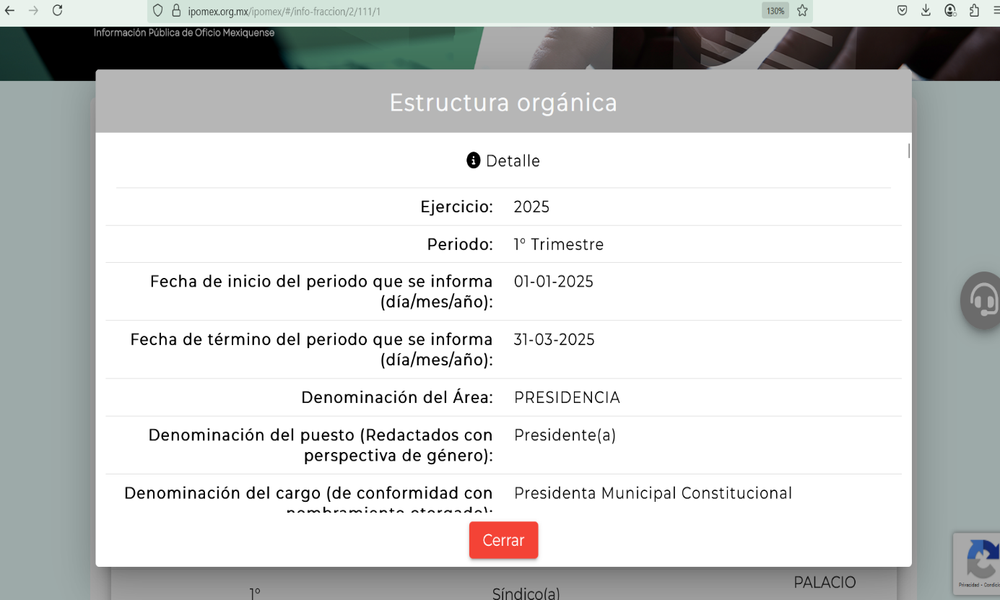 ipomex.org.mx/ipomex/#/info-fraccion/2/111/1
130%
Información Pública de Oficio Mexiquense
Estructura orgánica
Detalle
Ejercicio: 2025
Periodo: 1º Trimestre
Fecha de inicio del periodo que se informa 01-01-2025
(día/mes/año):
Fecha de término del periodo que se informa 31-03-2025
(día/mes/año):
Denominación del Área: PRESIDENCIA
Denominación del puesto (Redactados con Presidente(a)
perspectiva de género):
Denominación del cargo (de conformidad con Presidenta Municipal Constitucional
nombramiento otorgado):
Cerrar
PALACIO
1º Síndico(a)
Privacidad -